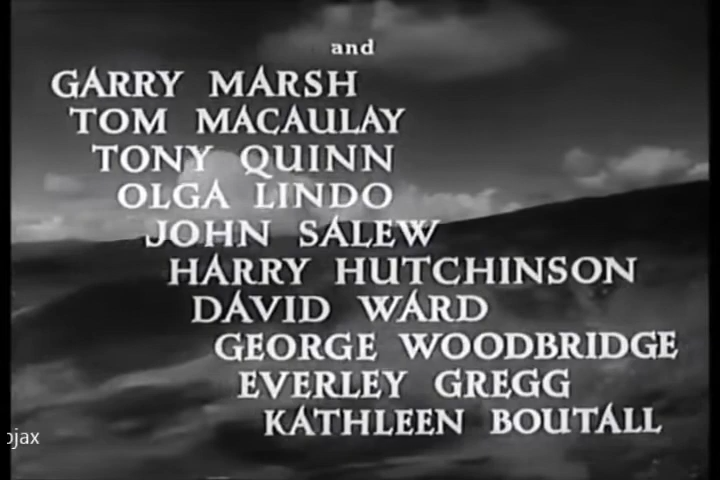 and
GARRY MARSH
TOM MACAULAY
TONY QUINN
OLGA LINDO
JOHN SALEW
HARRY HUTCHINSON
DAVID WARD
GEORGE WOODBRIDGE
EVERLEY GREGG
KATHLEEN BOUTALL